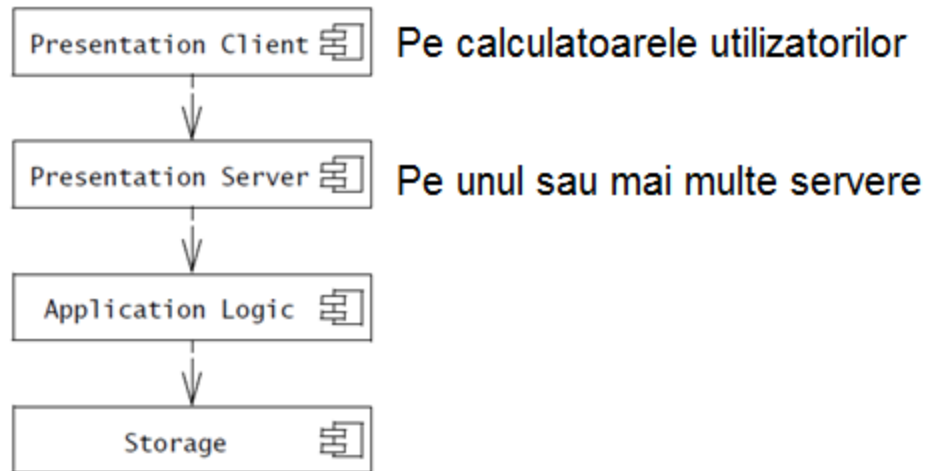 Presentation Client
Pe calculatoarele utilizatorilor
Presentation Server
Pe unul sau mai multe servere
Application Logic
Storage